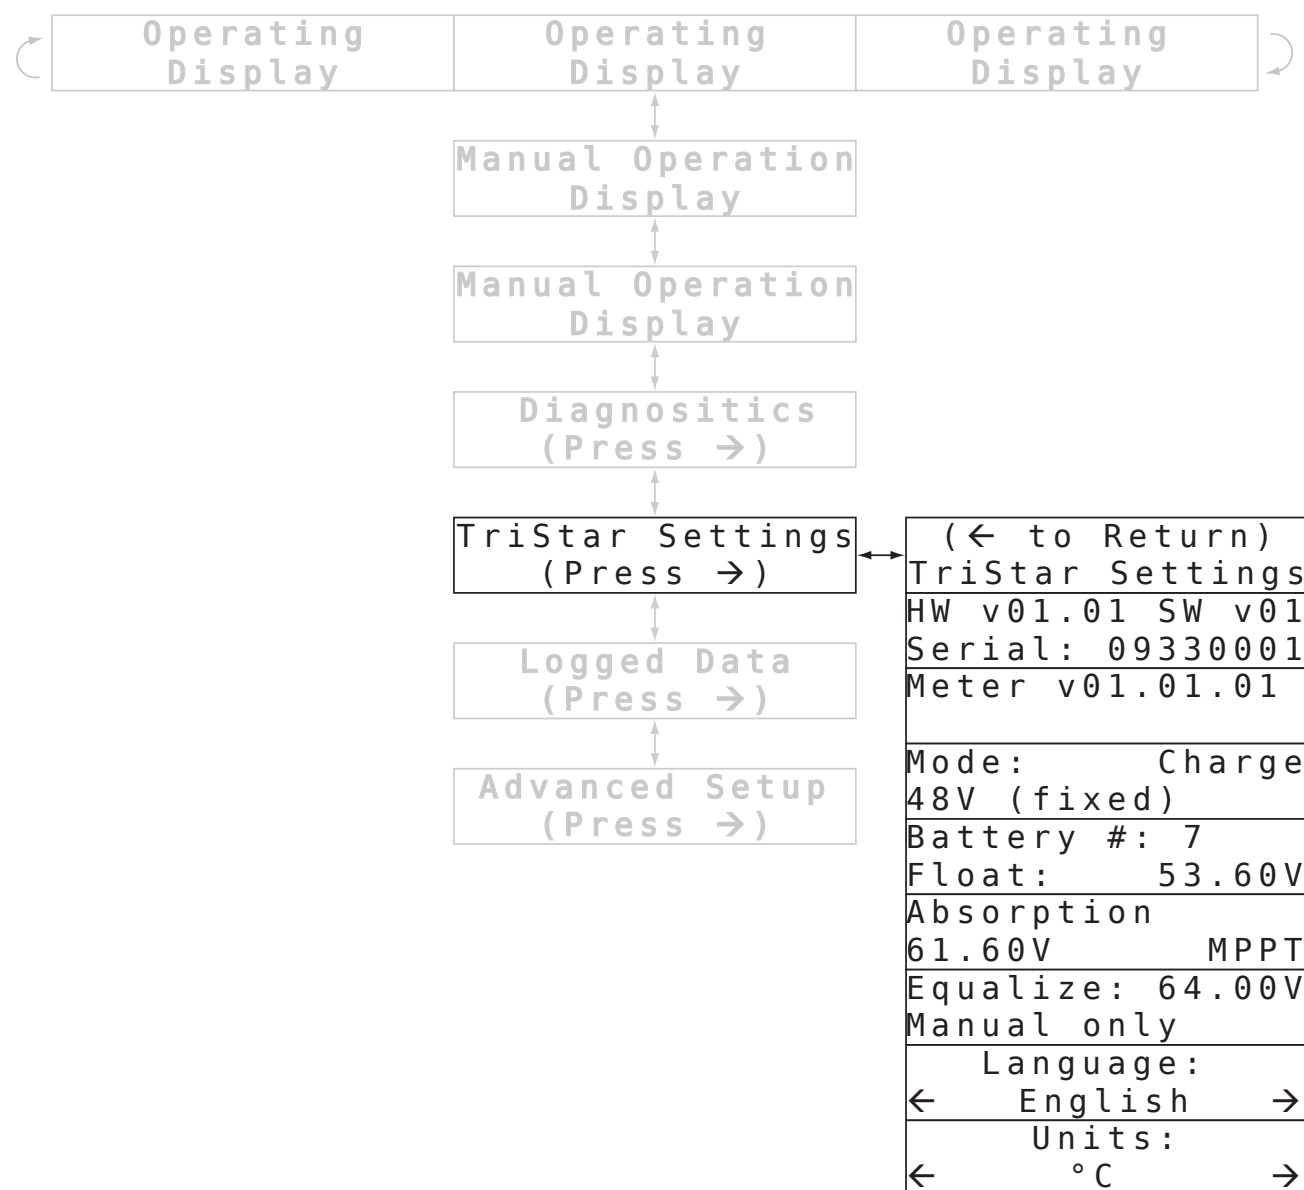 Operating Operating Operating
Display Display Display
Manual Operation
Display
Manual Operation
Display
Diagnositics
(Press →)
TriStar Settings
(Press →)
Logged Data
(Press →)
Advanced Setup
(Press →)
(← to Return)
TriStar Settings
HW v01.01 SW v01
Serial: 09330001
Meter v01.01.01
Mode: Charge
48V (fixed)
Battery #: 7
Float: 53.60V
Absorption
61.60V MPPT
Equalize: 64.00V
Manual only
Language:
← English →
Units:
← °C →